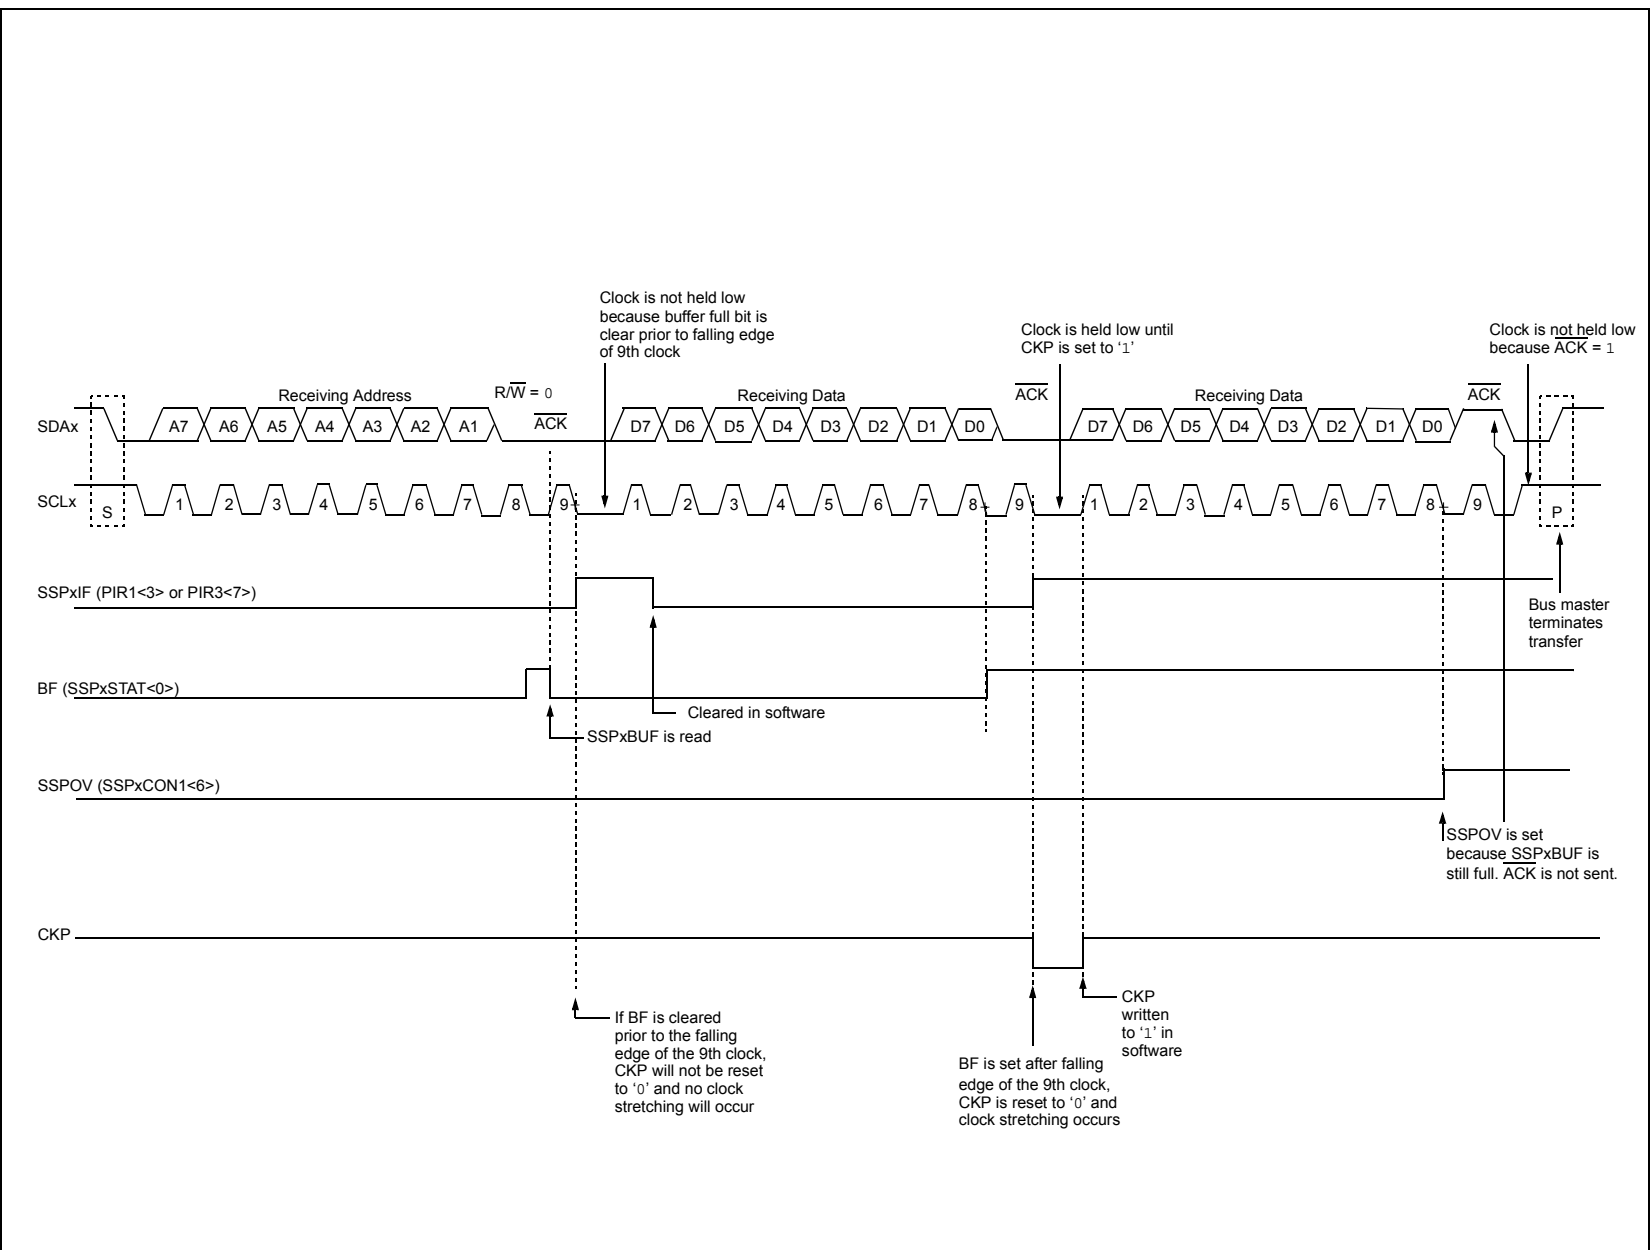 Clock is not held low
because buffer full bit is
clear prior to falling edge
of 9th clock
Clock is held low until
CKP is set to ‘1’
Clock is not held low
because A̅C̅K̅ = 1
Receiving Address
R/W̅ = 0
A̅C̅K̅
Receiving Data
A̅C̅K̅
Receiving Data
A̅C̅K̅
SDAx
A7 A6 A5 A4 A3 A2 A1
D7 D6 D5 D4 D3 D2 D1 D0
D7 D6 D5 D4 D3 D2 D1 D0
SCLx
S
1 2 3 4 5 6 7 8 9
1 2 3 4 5 6 7 8 9
1 2 3 4 5 6 7 8 9
P
SSPxIF (PIR1<3> or PIR3<7>)
Bus master
terminates
transfer
BF (SSPxSTAT<0>)
Cleared in software
SSPxBUF is read
SSPOV (SSPxCON1<6>)
SSPOV is set
because SSPxBUF is
still full. A̅C̅K̅ is not sent.
CKP
If BF is cleared
prior to the falling
edge of the 9th clock,
CKP will not be reset
to ‘0’ and no clock
stretching will occur
BF is set after falling
edge of the 9th clock,
CKP is reset to ‘0’ and
clock stretching occurs
CKP
written
to ‘1’ in
software